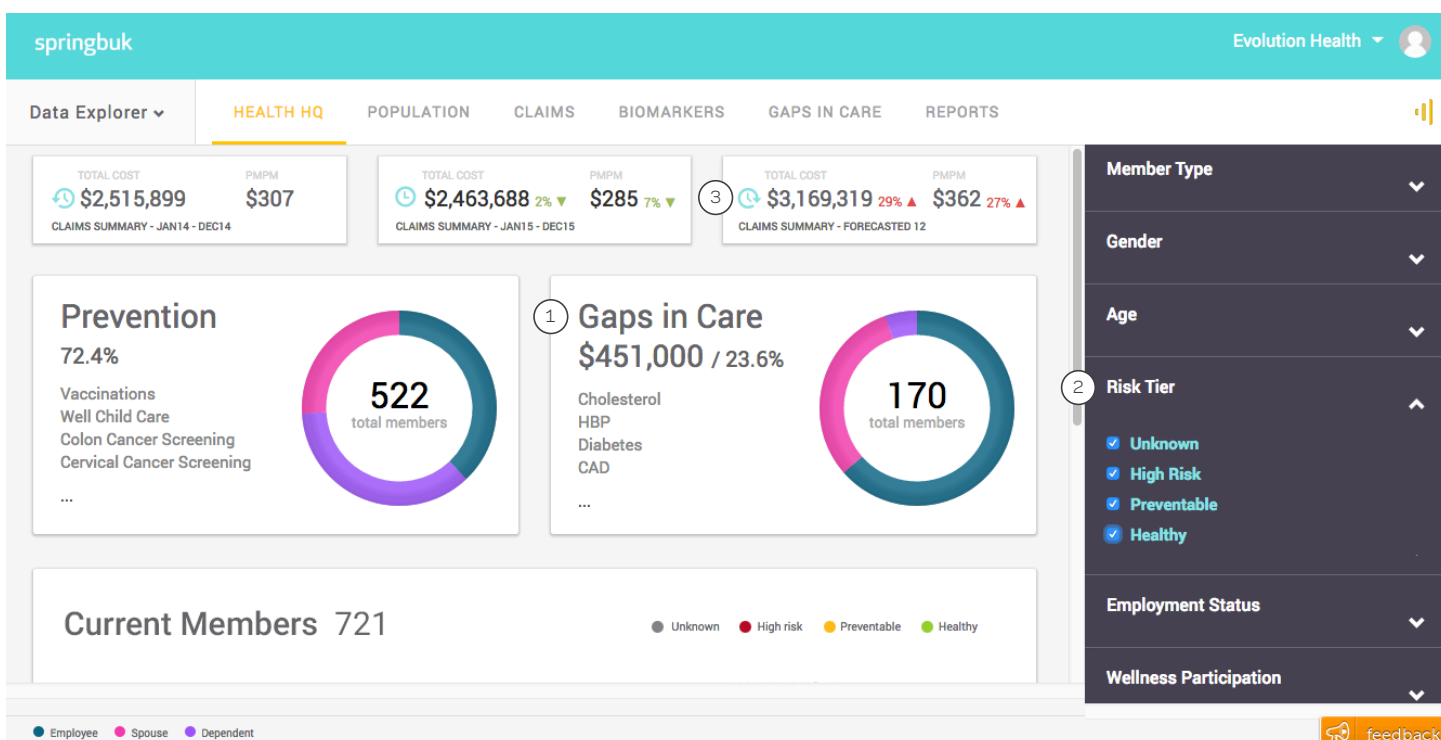 springbuk
Evolution Health
Data Explorer
HEALTH HQ
POPULATION
CLAIMS
BIOMARKERS
GAPS IN CARE
REPORTS
TOTAL COST PMPM
$2,515,899 $307
CLAIMS SUMMARY - JAN14 - DEC14
TOTAL COST PMPM
$2,463,688 2% ▼ $285 7% ▼
CLAIMS SUMMARY - JAN15 - DEC15
3
TOTAL COST PMPM
$3,169,319 29% ▲ $362 27% ▲
CLAIMS SUMMARY - FORECASTED 12
Prevention
72.4%
Vaccinations
Well Child Care
Colon Cancer Screening
Cervical Cancer Screening
...
522
total members
1
Gaps in Care
$451,000 / 23.6%
Cholesterol
HBP
Diabetes
CAD
...
170
total members
Current Members 721
Unknown High risk Preventable Healthy
Member Type
Gender
Age
2
Risk Tier
Unknown
High Risk
Preventable
Healthy
Employment Status
Wellness Participation
Employee Spouse Dependent
feedback